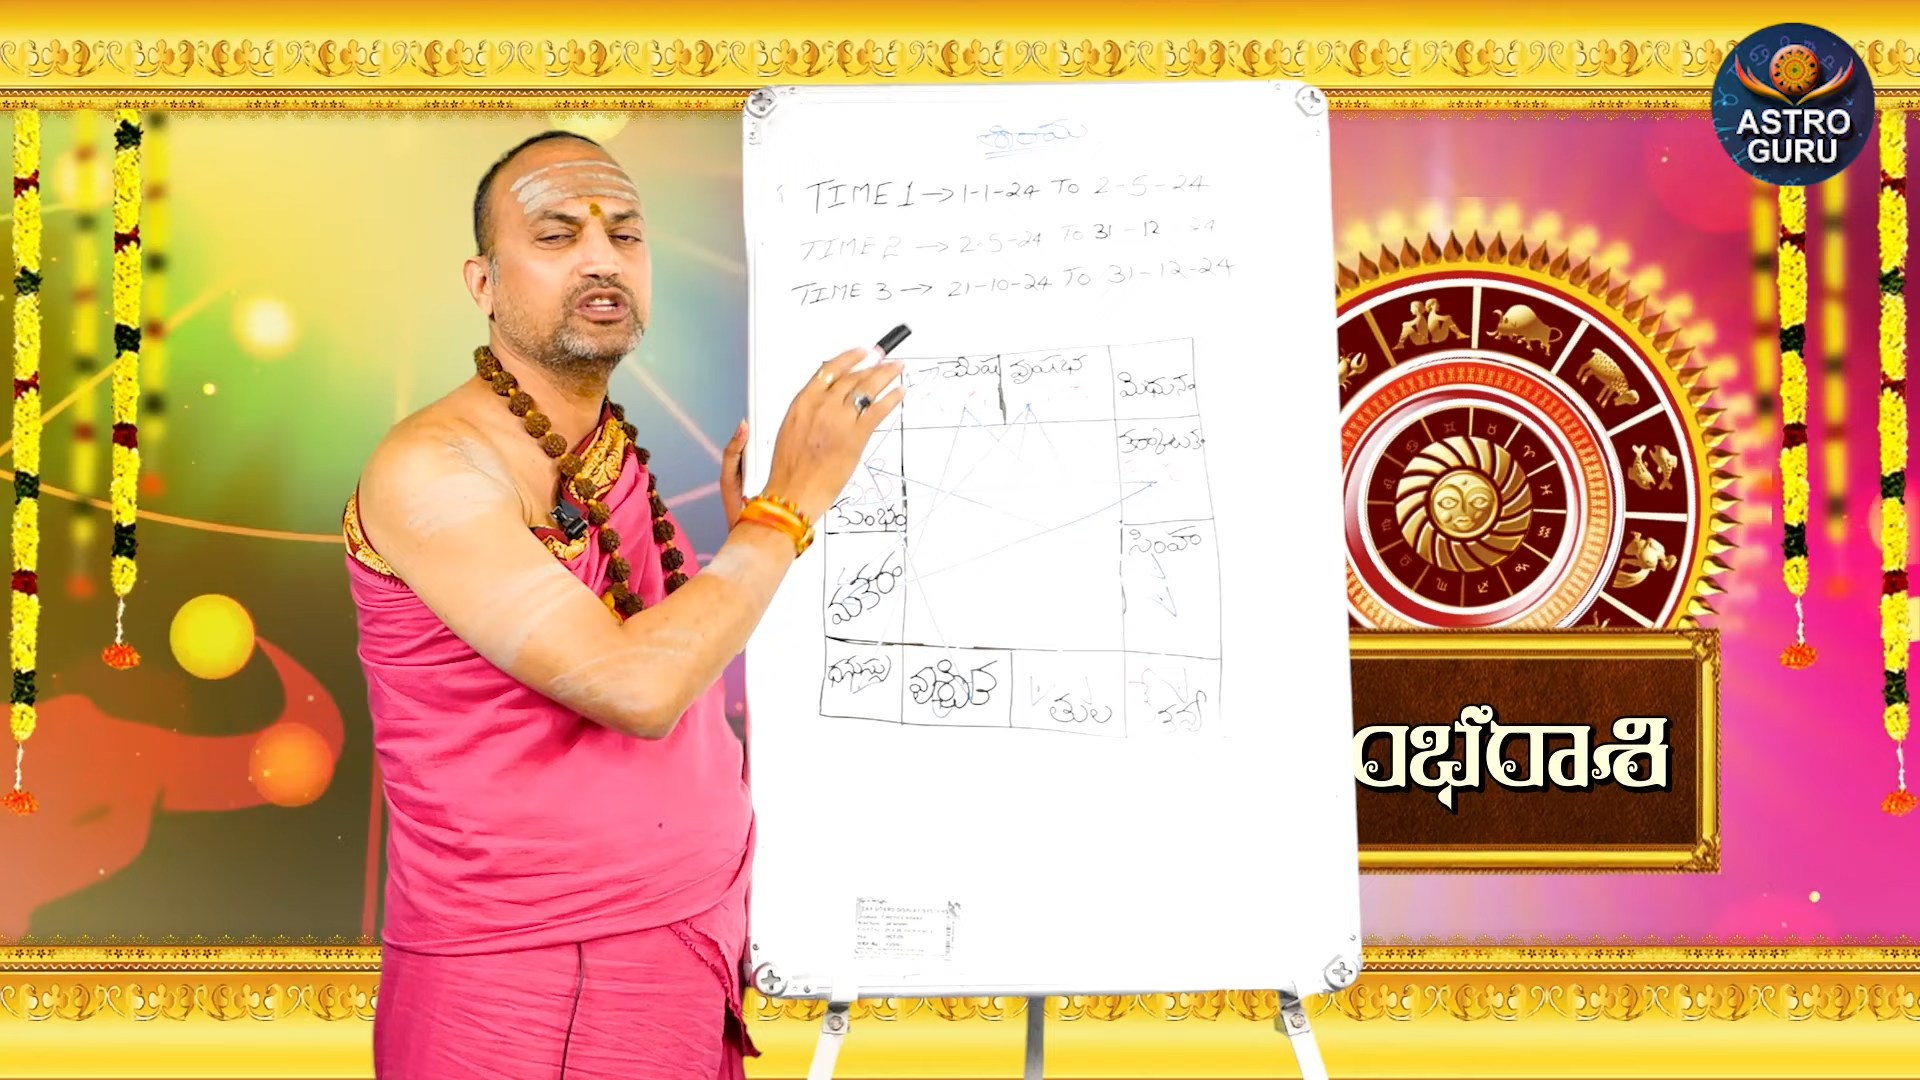 ASTRO
GURU
శ్రీరామ
TIME 1 → 1-1-24 TO 2-5-24
TIME 2 → 2-5-24 TO 31-12-24
TIME 3 → 21-10-24 TO 31-12-24
మేష వృషభ మిథునం
కర్కాటకం
కుంభం
సింహా
మకరం
ధనుస్సు వృశ్చిక తుల కన్యా
ంభరాశి